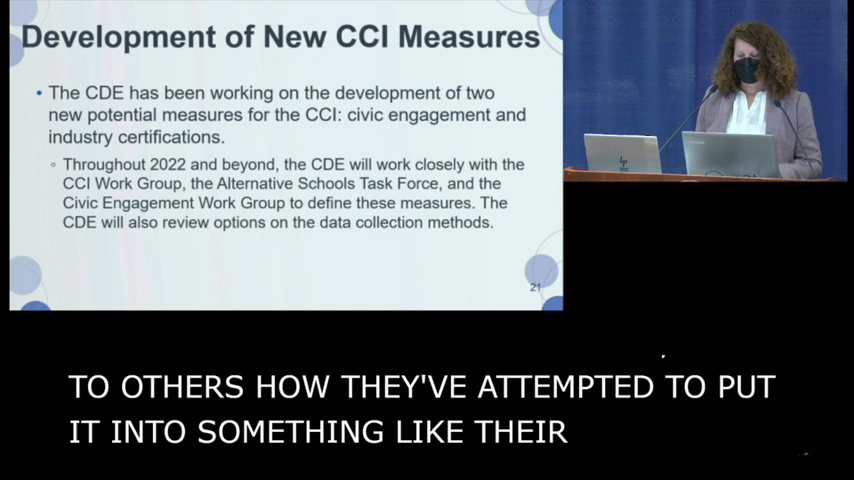 Development of New CCI Measures
• The CDE has been working on the development of two
new potential measures for the CCI: civic engagement and
industry certifications.
◦ Throughout 2022 and beyond, the CDE will work closely with the
CCI Work Group, the Alternative Schools Task Force, and the
Civic Engagement Work Group to define these measures. The
CDE will also review options on the data collection methods.
21
hp
TO OTHERS HOW THEY'VE ATTEMPTED TO PUT
IT INTO SOMETHING LIKE THEIR